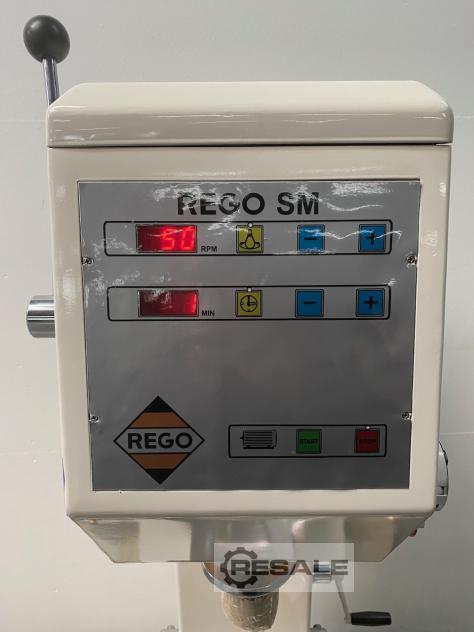 REGO SM
50 RPM - +
1 MIN - +
REGO
START STOP
RESALE